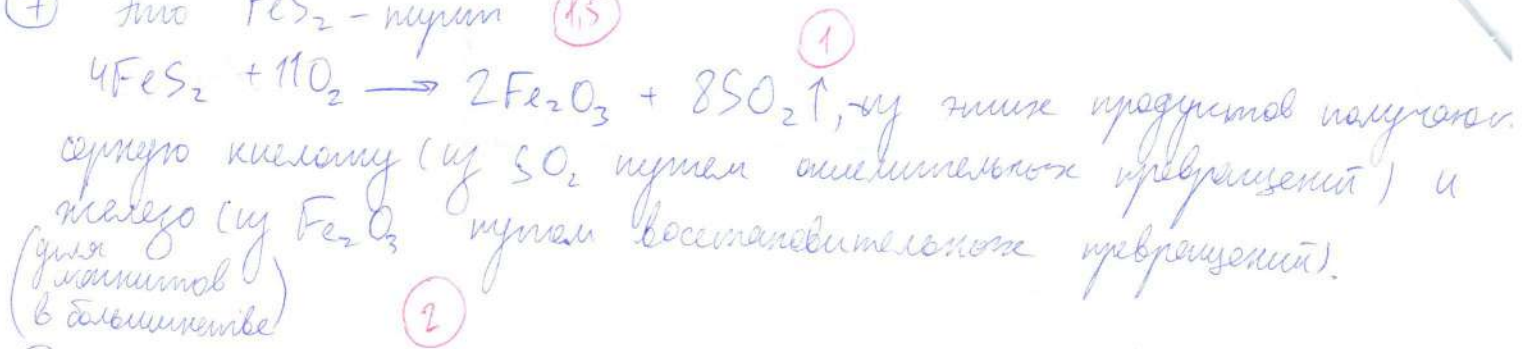 7 это FeS₂ - пирит 1,5
1
4FeS₂ + 11O₂ → 2Fe₂O₃ + 8SO₂↑, из этих продуктов получают
серную кислоту (из SO₂ путем окислительных превращений) и
железо (из Fe₂O₃ путем восстановительных превращений).
(для
магнитов
в большинстве) 2